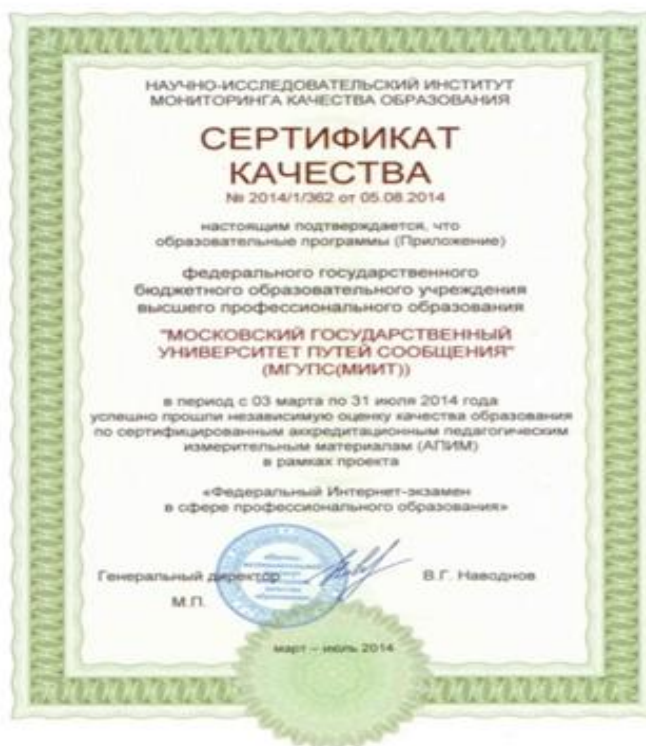 НАУЧНО-ИССЛЕДОВАТЕЛЬСКИЙ ИНСТИТУТ
МОНИТОРИНГА КАЧЕСТВА ОБРАЗОВАНИЯ
СЕРТИФИКАТ
КАЧЕСТВА
№ 2014/1/362 от 05.08.2014
настоящим подтверждается, что
образовательные программы (Приложение)
федерального государственного
бюджетного образовательного учреждения
высшего профессионального образования
"МОСКОВСКИЙ ГОСУДАРСТВЕННЫЙ
УНИВЕРСИТЕТ ПУТЕЙ СООБЩЕНИЯ"
(МГУПС(МИИТ))
в период с 03 марта по 31 июля 2014 года
успешно прошли независимую оценку качества образования
по сертифицированным аккредитационным педагогическим
измерительным материалам (АПИМ)
в рамках проекта
«Федеральный Интернет-экзамен
в сфере профессионального образования»
Генеральный директор В.Г. Наводнов
М.П.
март – июль 2014